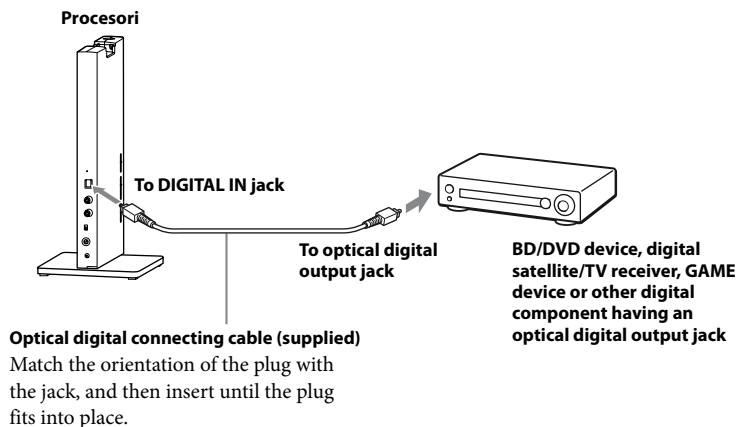 Procesori
To DIGITAL IN jack
To optical digital
output jack
BD/DVD device, digital
satellite/TV receiver, GAME
device or other digital
component having an
optical digital output jack
Optical digital connecting cable (supplied)
Match the orientation of the plug with
the jack, and then insert until the plug
fits into place.